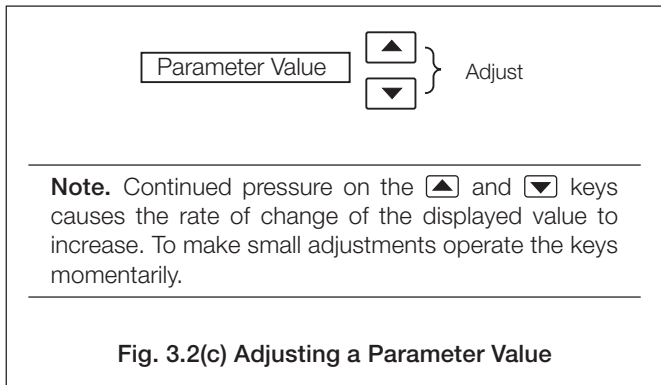 Parameter Value
Adjust
Note. Continued pressure on the ▲ and ▼ keys
causes the rate of change of the displayed value to
increase. To make small adjustments operate the keys
momentarily.
Fig. 3.2(c) Adjusting a Parameter Value